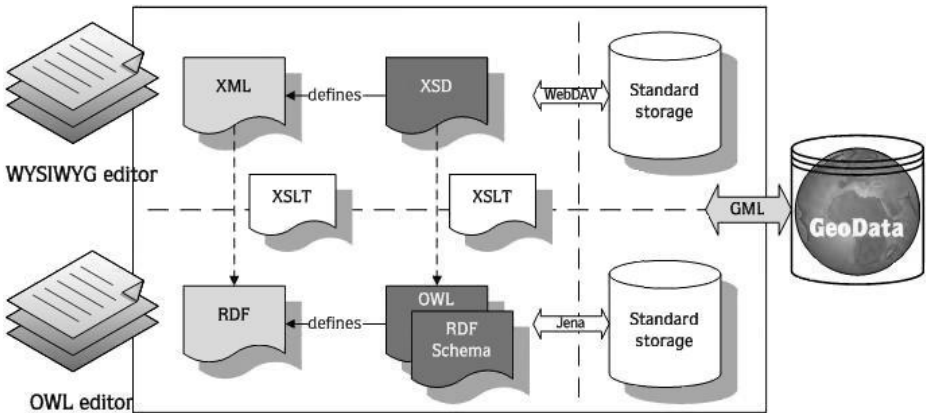 XML
defines
XSD
WebDAV
Standard
storage
WYSIWYG editor
XSLT
XSLT
GML
GeoData
RDF
defines
OWL
RDF
Schema
Jena
Standard
storage
OWL editor